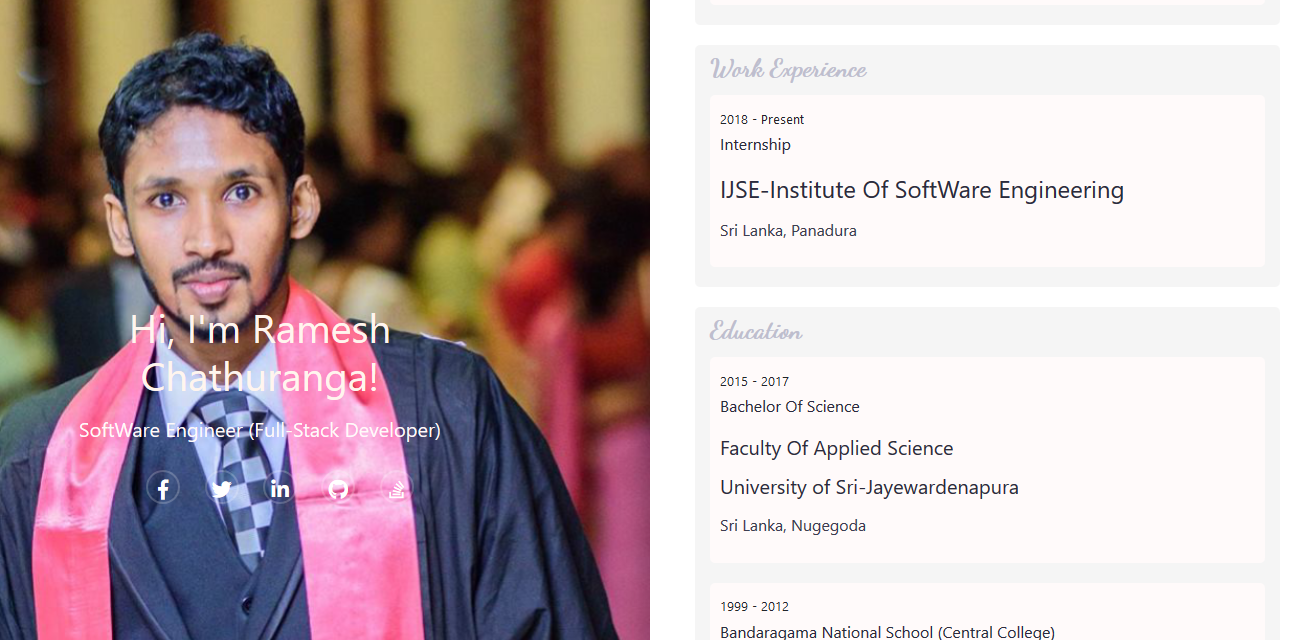 Hi, I'm Ramesh
Chathuranga!
SoftWare Engineer (Full-Stack Developer)
Work Experience
2018 - Present
Internship
IJSE-Institute Of SoftWare Engineering
Sri Lanka, Panadura
Education
2015 - 2017
Bachelor Of Science
Faculty Of Applied Science
University of Sri-Jayewardenapura
Sri Lanka, Nugegoda
1999 - 2012
Bandaragama National School (Central College)